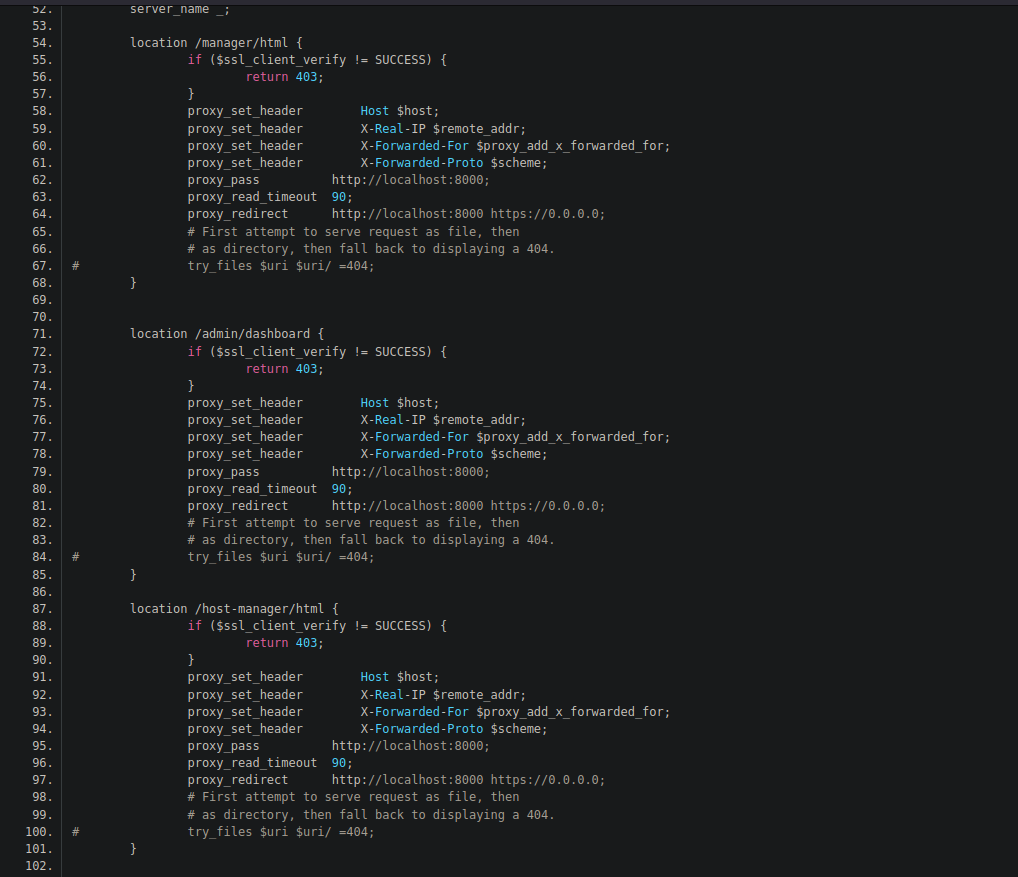 52.        server_name _;
53.
54.        location /manager/html {
55.                if ($ssl_client_verify != SUCCESS) {
56.                        return 403;
57.                }
58.                proxy_set_header        Host $host;
59.                proxy_set_header        X-Real-IP $remote_addr;
60.                proxy_set_header        X-Forwarded-For $proxy_add_x_forwarded_for;
61.                proxy_set_header        X-Forwarded-Proto $scheme;
62.                proxy_pass          http://localhost:8000;
63.                proxy_read_timeout  90;
64.                proxy_redirect      http://localhost:8000 https://0.0.0.0;
65.                # First attempt to serve request as file, then
66.                # as directory, then fall back to displaying a 404.
67. #               try_files $uri $uri/ =404;
68.        }
69.
70.
71.        location /admin/dashboard {
72.                if ($ssl_client_verify != SUCCESS) {
73.                        return 403;
74.                }
75.                proxy_set_header        Host $host;
76.                proxy_set_header        X-Real-IP $remote_addr;
77.                proxy_set_header        X-Forwarded-For $proxy_add_x_forwarded_for;
78.                proxy_set_header        X-Forwarded-Proto $scheme;
79.                proxy_pass          http://localhost:8000;
80.                proxy_read_timeout  90;
81.                proxy_redirect      http://localhost:8000 https://0.0.0.0;
82.                # First attempt to serve request as file, then
83.                # as directory, then fall back to displaying a 404.
84. #               try_files $uri $uri/ =404;
85.        }
86.
87.        location /host-manager/html {
88.                if ($ssl_client_verify != SUCCESS) {
89.                        return 403;
90.                }
91.                proxy_set_header        Host $host;
92.                proxy_set_header        X-Real-IP $remote_addr;
93.                proxy_set_header        X-Forwarded-For $proxy_add_x_forwarded_for;
94.                proxy_set_header        X-Forwarded-Proto $scheme;
95.                proxy_pass          http://localhost:8000;
96.                proxy_read_timeout  90;
97.                proxy_redirect      http://localhost:8000 https://0.0.0.0;
98.                # First attempt to serve request as file, then
99.                # as directory, then fall back to displaying a 404.
100. #               try_files $uri $uri/ =404;
101.        }
102.